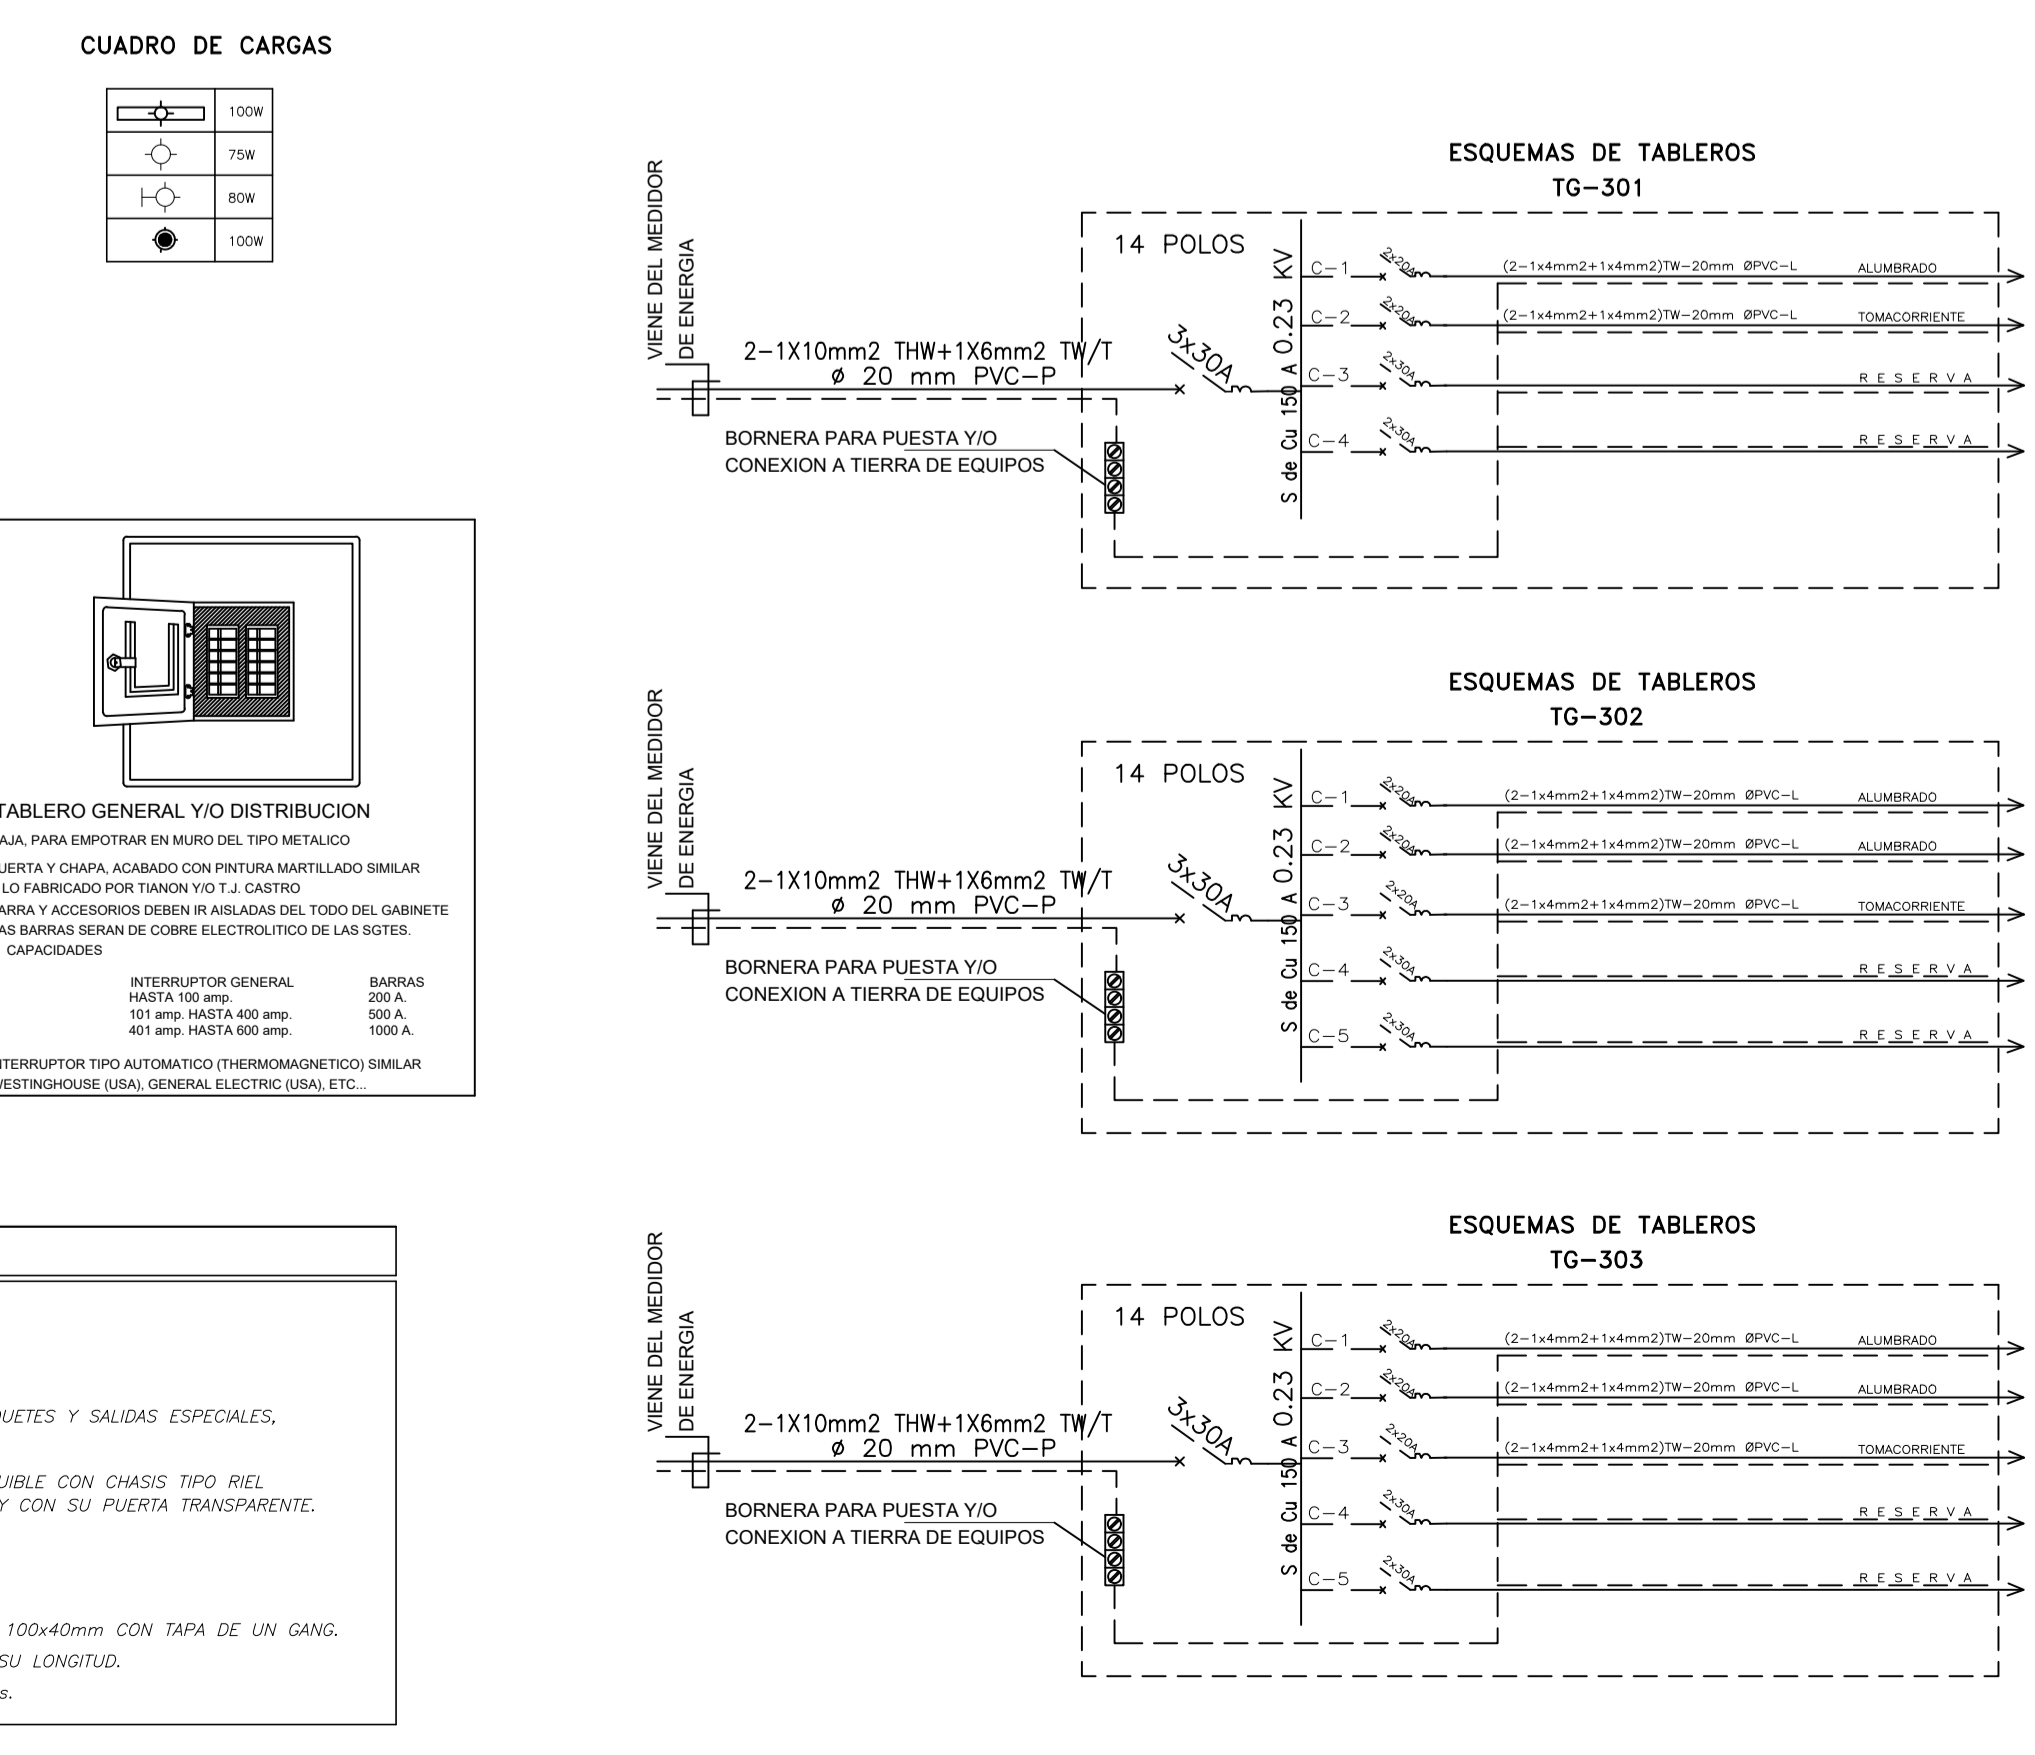 CUADRO DE CARGAS
100W
75W
80W
100W
TABLERO GENERAL Y/O DISTRIBUCION
PARA EMPOTRAR EN MURO DEL TIPO METALICO
Y CHAPA, ACABADO CON PINTURA MARTILLADO SIMILAR
LO FABRICADO POR TIANON Y/O T.J. CASTRO
Y ACCESORIOS DEBEN IR AISLADAS DEL TODO DEL GABINETE
AS BARRAS SERAN DE COBRE ELECTROLITICO DE LAS SGTES.
CAPACIDADES
INTERRUPTOR GENERAL BARRAS
HASTA 100 amp. 200 A.
101 amp. HASTA 400 amp. 500 A.
401 amp. HASTA 600 amp. 1000 A.
NTERRUPTOR TIPO AUTOMATICO (THERMOMAGNETICO) SIMILAR
WESTINGHOUSE (USA), GENERAL ELECTRIC (USA), ETC...
UETES Y SALIDAS ESPECIALES,
UIBLE CON CHASIS TIPO RIEL
Y CON SU PUERTA TRANSPARENTE.
100x40mm CON TAPA DE UN GANG.
SU LONGITUD.
s.
ESQUEMAS DE TABLEROS
TG-301
VIENE DEL MEDIDOR
DE ENERGIA
14 POLOS
2-1X10mm2 THW+1X6mm2 TW/T
Ø 20 mm PVC-P
3x30A
BORNERA PARA PUESTA Y/O
CONEXION A TIERRA DE EQUIPOS
S de Cu 150 A 0.23 KV
C-1 2x20A (2-1x4mm2+1x4mm2)TW-20mm ØPVC-L ALUMBRADO
C-2 2x20A (2-1x4mm2+1x4mm2)TW-20mm ØPVC-L TOMACORRIENTE
C-3 2x30A R E S E R V A
C-4 2x30A R E S E R V A
ESQUEMAS DE TABLEROS
TG-302
VIENE DEL MEDIDOR
DE ENERGIA
14 POLOS
2-1X10mm2 THW+1X6mm2 TW/T
Ø 20 mm PVC-P
3x30A
BORNERA PARA PUESTA Y/O
CONEXION A TIERRA DE EQUIPOS
S de Cu 150 A 0.23 KV
C-1 2x20A (2-1x4mm2+1x4mm2)TW-20mm ØPVC-L ALUMBRADO
C-2 2x20A (2-1x4mm2+1x4mm2)TW-20mm ØPVC-L ALUMBRADO
C-3 2x20A (2-1x4mm2+1x4mm2)TW-20mm ØPVC-L TOMACORRIENTE
C-4 2x30A R E S E R V A
C-5 2x30A R E S E R V A
ESQUEMAS DE TABLEROS
TG-303
VIENE DEL MEDIDOR
DE ENERGIA
14 POLOS
2-1X10mm2 THW+1X6mm2 TW/T
Ø 20 mm PVC-P
3x30A
BORNERA PARA PUESTA Y/O
CONEXION A TIERRA DE EQUIPOS
S de Cu 150 A 0.23 KV
C-1 2x20A (2-1x4mm2+1x4mm2)TW-20mm ØPVC-L ALUMBRADO
C-2 2x20A (2-1x4mm2+1x4mm2)TW-20mm ØPVC-L ALUMBRADO
C-3 2x20A (2-1x4mm2+1x4mm2)TW-20mm ØPVC-L TOMACORRIENTE
C-4 2x30A R E S E R V A
C-5 2x30A R E S E R V A